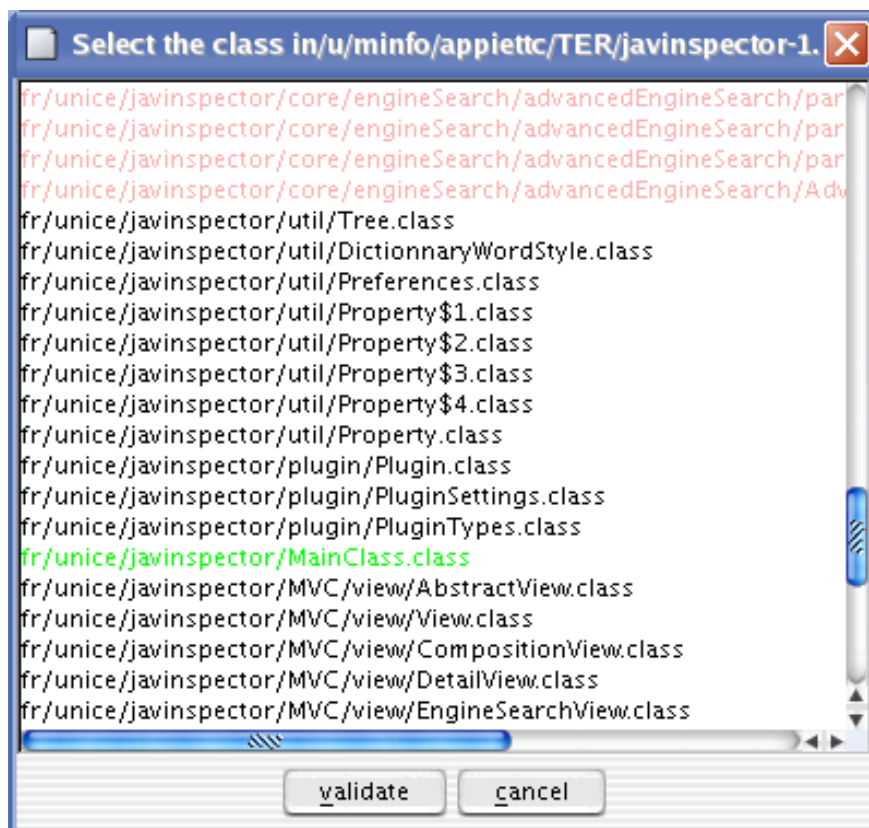 Select the class in/u/minfo/appiettc/TER/javinspector-1.
fr/unice/javinspector/core/engineSearch/advancedEngineSearch/par
fr/unice/javinspector/core/engineSearch/advancedEngineSearch/par
fr/unice/javinspector/core/engineSearch/advancedEngineSearch/par
fr/unice/javinspector/core/engineSearch/advancedEngineSearch/Adv
fr/unice/javinspector/util/Tree.class
fr/unice/javinspector/util/DictionnaryWordStyle.class
fr/unice/javinspector/util/Preferences.class
fr/unice/javinspector/util/Property$1.class
fr/unice/javinspector/util/Property$2.class
fr/unice/javinspector/util/Property$3.class
fr/unice/javinspector/util/Property$4.class
fr/unice/javinspector/util/Property.class
fr/unice/javinspector/plugin/Plugin.class
fr/unice/javinspector/plugin/PluginSettings.class
fr/unice/javinspector/plugin/PluginTypes.class
fr/unice/javinspector/MainClass.class
fr/unice/javinspector/MVC/view/AbstractView.class
fr/unice/javinspector/MVC/view/View.class
fr/unice/javinspector/MVC/view/CompositionView.class
fr/unice/javinspector/MVC/view/DetailView.class
fr/unice/javinspector/MVC/view/EngineSearchView.class
validate cancel